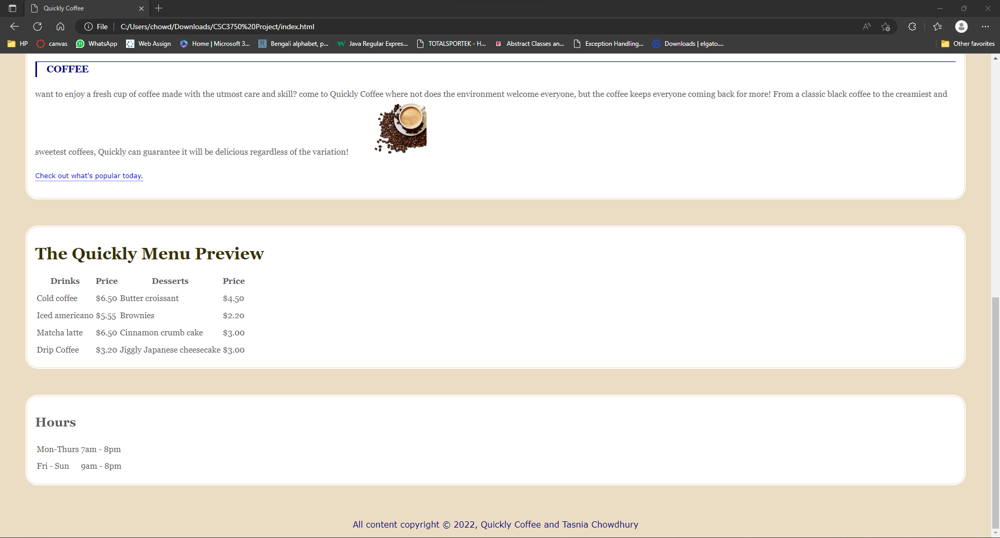 Quickly Coffee
File C:/Users/chowd/Downloads/CSC3750%20Project/index.html
HP canvas WhatsApp Web Assign Home | Microsoft 3... Bengali alphabet, p... Java Regular Expres... TOTALSPORTEK - H... Abstract Classes an... Exception Handling... Downloads | elgato.... Other favorites
COFFEE
want to enjoy a fresh cup of coffee made with the utmost care and skill? come to Quickly Coffee where not does the environment welcome everyone, but the coffee keeps everyone coming back for more! From a classic black coffee to the creamiest and
sweetest coffees, Quickly can guarantee it will be delicious regardless of the variation!
Check out what's popular today.
The Quickly Menu Preview
Drinks Price Desserts Price
Cold coffee $6.50 Butter croissant $4.50
Iced americano $5.55 Brownies $2.20
Matcha latte $6.50 Cinnamon crumb cake $3.00
Drip Coffee $3.20 Jiggly Japanese cheesecake $3.00
Hours
Mon-Thurs 7am - 8pm
Fri - Sun 9am - 8pm
All content copyright © 2022, Quickly Coffee and Tasnia Chowdhury